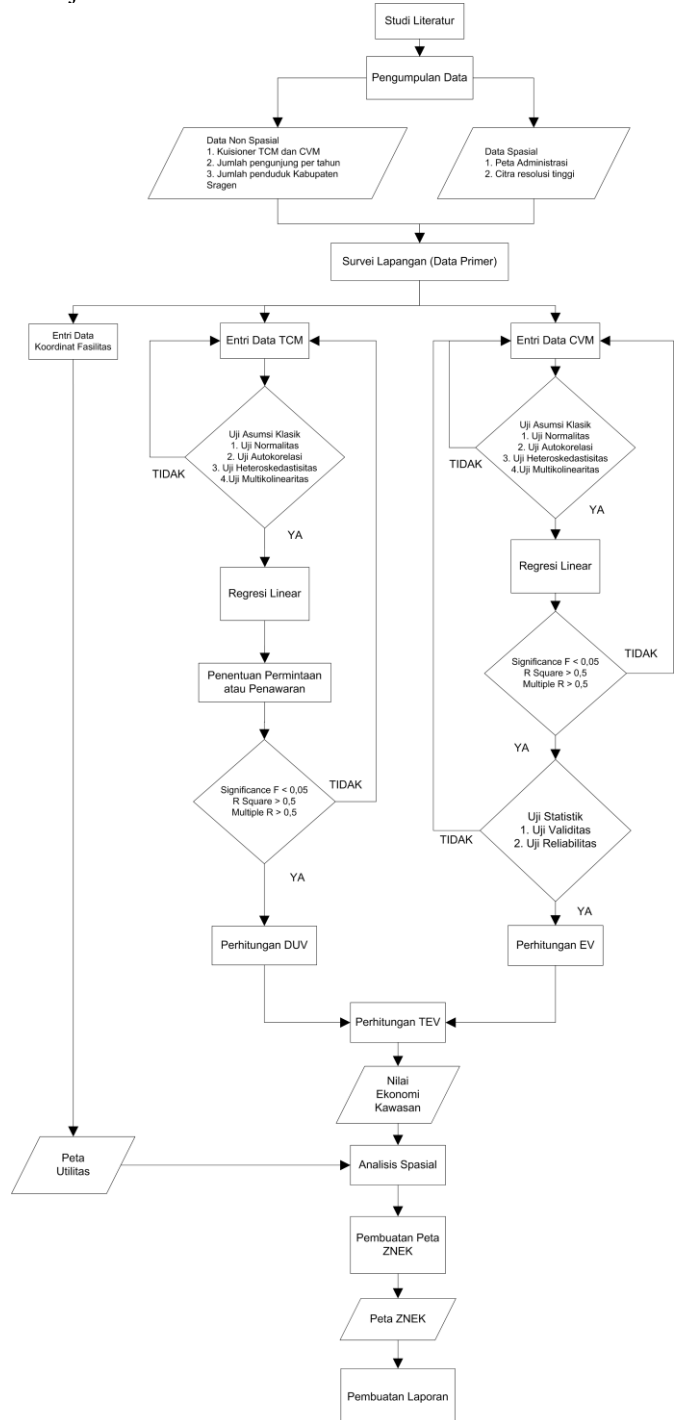 Studi Literatur
Pengumpulan Data
Data Non Spasial
1. Kuisioner TCM dan CVM
2. Jumlah pengunjung per tahun
3. Jumlah penduduk Kabupaten
Sragen
Data Spasial
1. Peta Administrasi
2. Citra resolusi tinggi
Survei Lapangan (Data Primer)
Entri Data
Koordinat Fasilitas
Entri Data TCM
Entri Data CVM
Uji Asumsi Klasik
1. Uji Normalitas
2. Uji Autokorelasi
3. Uji Heteroskedastisitas
4.Uji Multikolinearitas
TIDAK
YA
Uji Asumsi Klasik
1. Uji Normalitas
2. Uji Autokorelasi
3. Uji Heteroskedastisitas
4.Uji Multikolinearitas
TIDAK
YA
Regresi Linear
Regresi Linear
Penentuan Permintaan
atau Penawaran
Significance F < 0,05
R Square > 0,5
Multiple R > 0,5
TIDAK
YA
Significance F < 0,05
R Square > 0,5
Multiple R > 0,5
TIDAK
YA
Uji Statistik
1. Uji Validitas
2. Uji Reliabilitas
TIDAK
YA
Perhitungan DUV
Perhitungan EV
Perhitungan TEV
Nilai
Ekonomi
Kawasan
Peta
Utilitas
Analisis Spasial
Pembuatan Peta
ZNEK
Peta ZNEK
Pembuatan Laporan